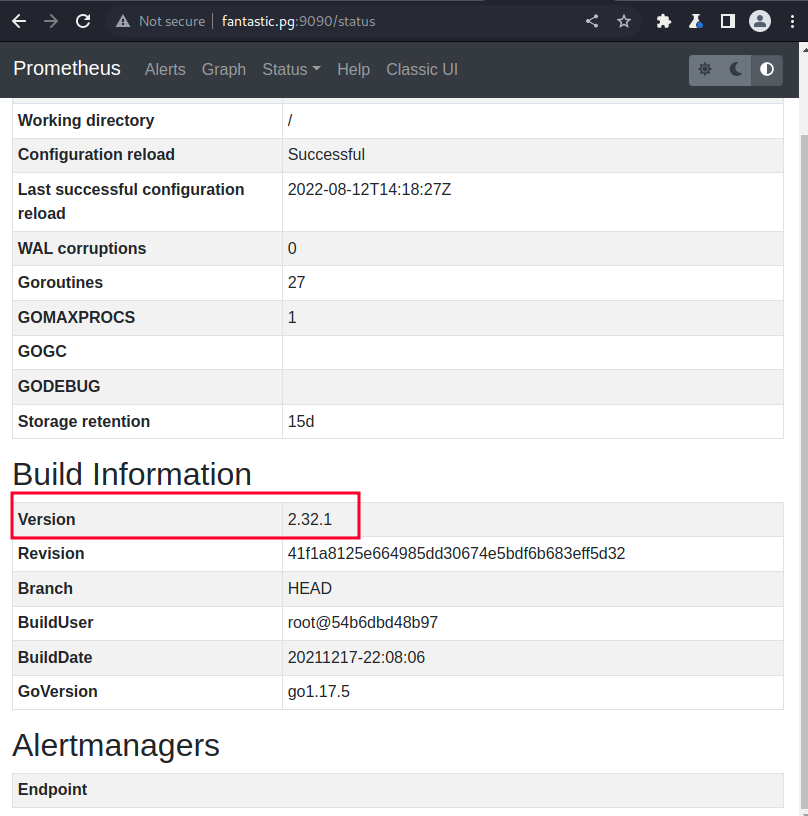 Not secure fantastic.pg:9090/status
Prometheus Alerts Graph Status Help Classic UI
Working directory /
Configuration reload Successful
Last successful configuration reload 2022-08-12T14:18:27Z
WAL corruptions 0
Goroutines 27
GOMAXPROCS 1
GOGC
GODEBUG
Storage retention 15d
Build Information
Version 2.32.1
Revision 41f1a8125e664985dd30674e5bdf6b683eff5d32
Branch HEAD
BuildUser root@54b6dbd48b97
BuildDate 20211217-22:08:06
GoVersion go1.17.5
Alertmanagers
Endpoint